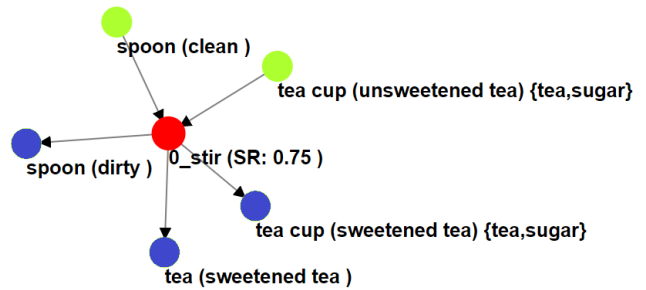 spoon (clean )
tea cup (unsweetened tea) {tea,sugar}
0_stir (SR: 0.75 )
spoon (dirty )
tea cup (sweetened tea) {tea,sugar}
tea (sweetened tea )